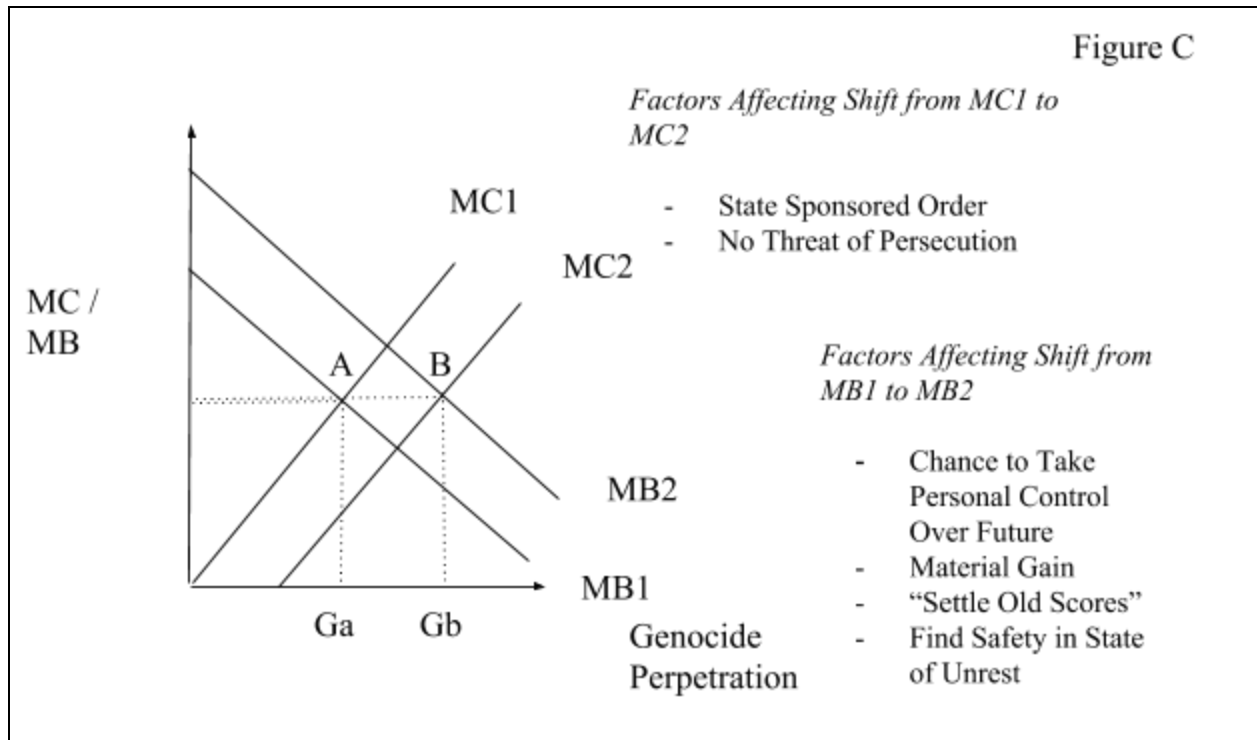 Figure C
Factors Affecting Shift from MC1 to
MC2
- State Sponsored Order
- No Threat of Persecution
MC1
MC2
MC /
MB
A
B
Factors Affecting Shift from
MB1 to MB2
- Chance to Take
Personal Control
Over Future
- Material Gain
- “Settle Old Scores”
- Find Safety in State
of Unrest
MB2
MB1
Ga
Gb
Genocide
Perpetration